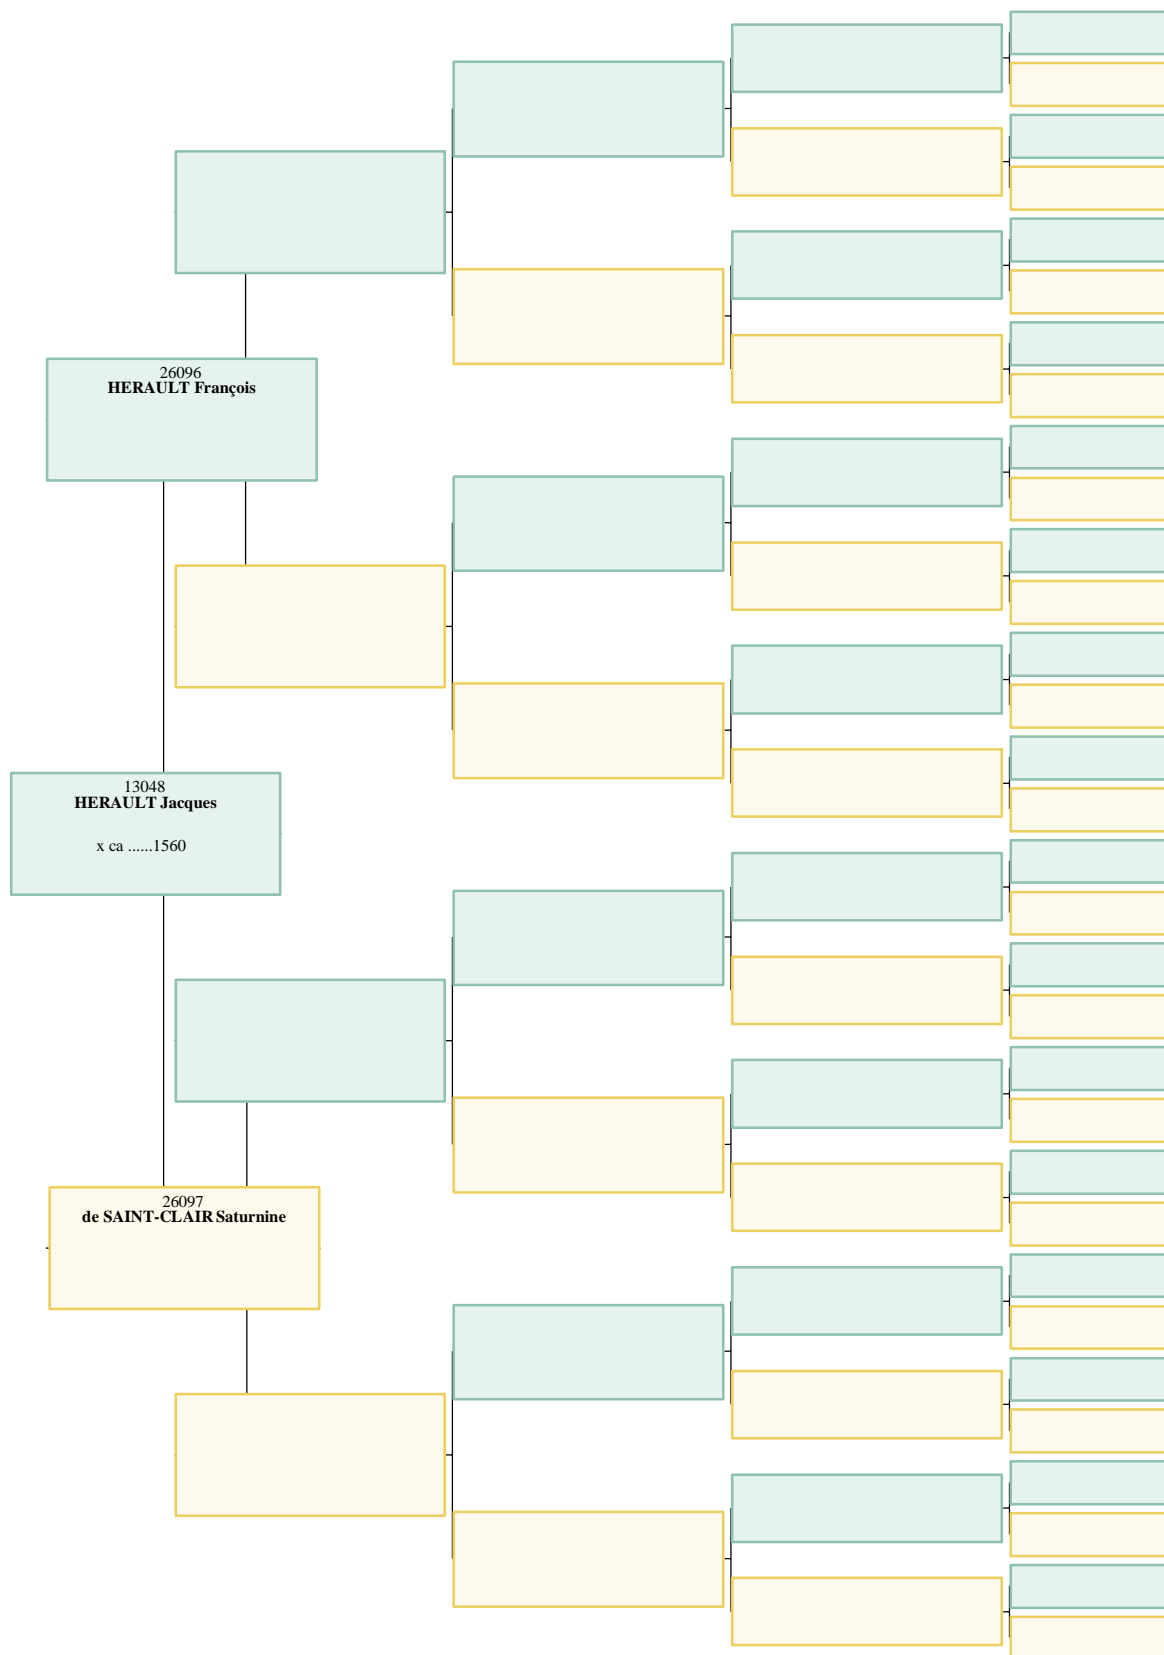 26096
HERAULT François
13048
HERAULT Jacques
x ca ......1560
26097
de SAINT-CLAIR Saturnine